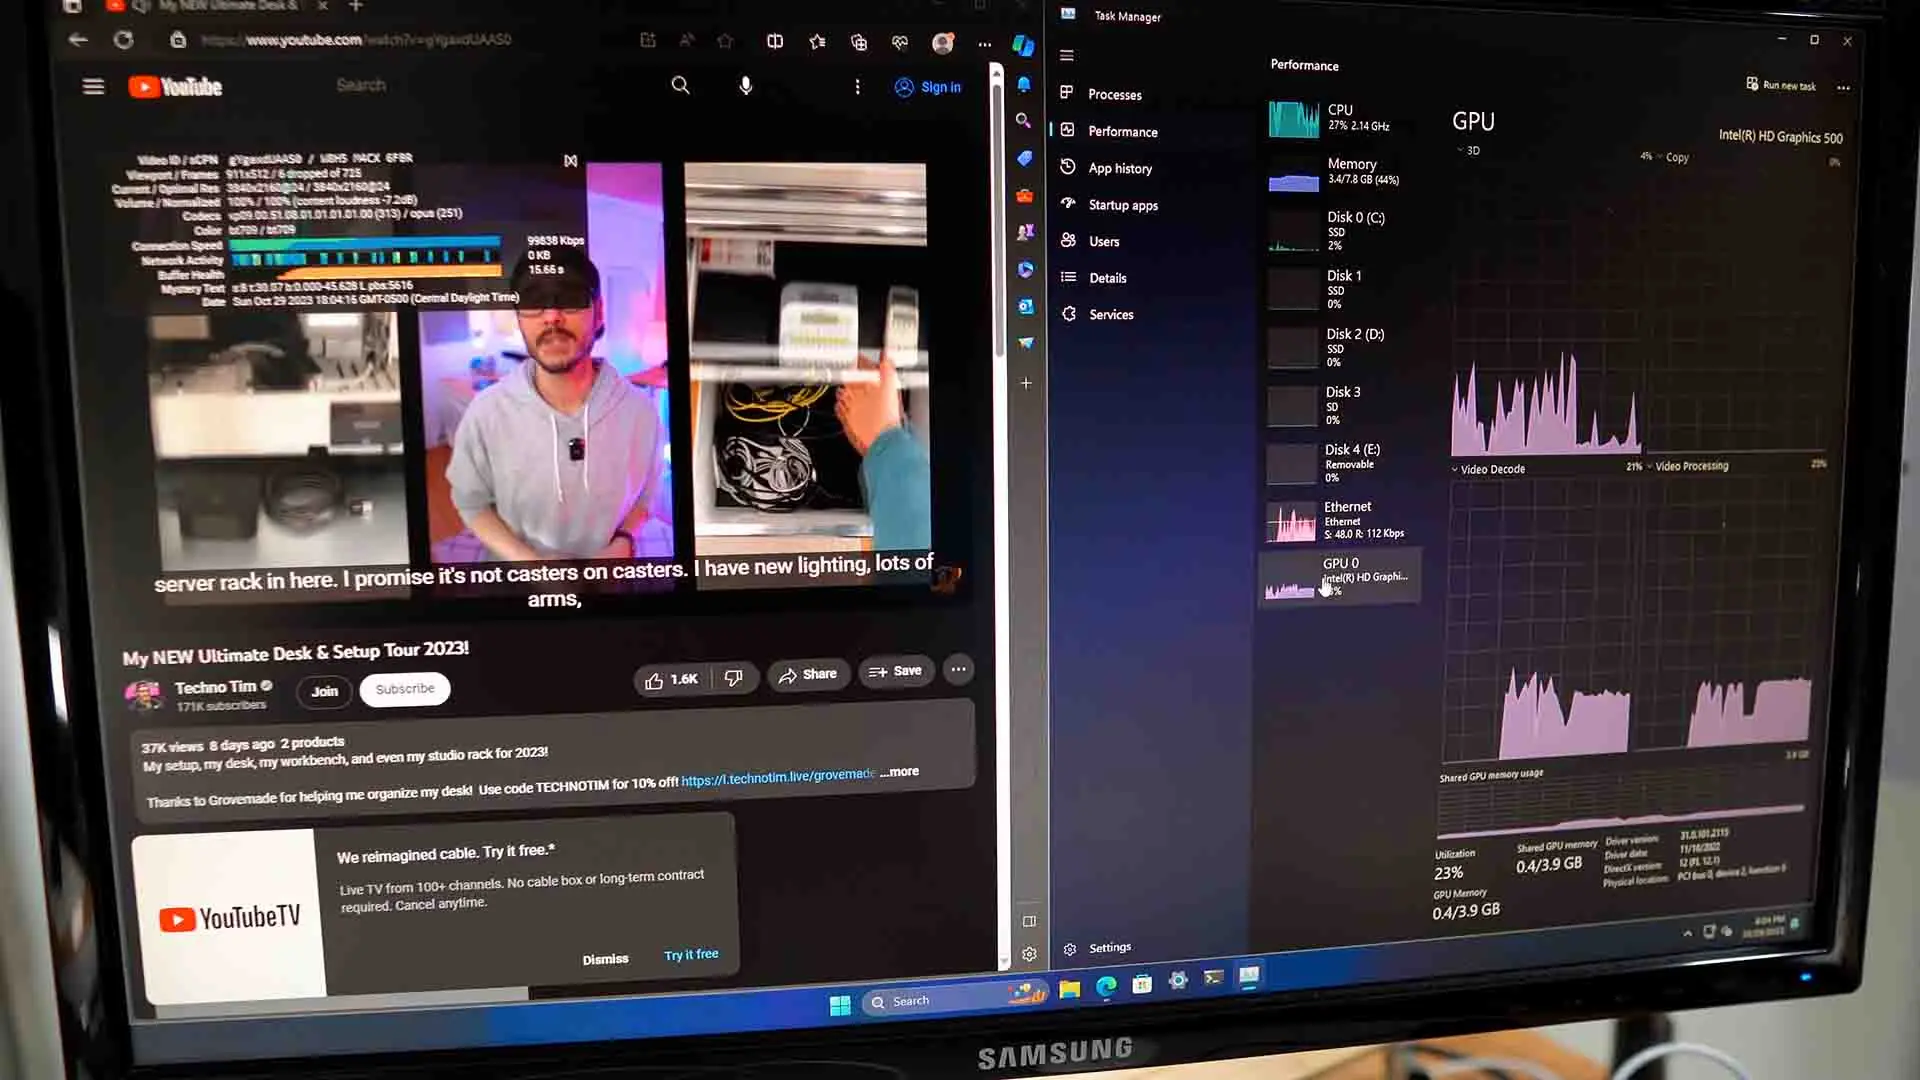 My NEW Ultimate Desk &
https://www.youtube.com/watch?v=gYgaxdUAAS0
YouTube
Search
Sign in
Video ID / sCPN gYgaxdUAAS0 /
Viewport / Frames 911x512 / 6 dropped of 725
Current / Optimal Res 3840x2160@24 / 3840x2160@24
Volume / Normalized 100% / 100% (content loudness -7.2dB)
Codecs vp09.00.51.08.01.01.01.01.00 (313) / opus (251)
Color bt709 / bt709
Connection Speed 99838 Kbps
Network Activity 0 KB
Buffer Health 15.66 s
Mystery Text s:8 t:30.57 b:0.000-45.628 L pbs:5616
Date Sun Oct 29 2023 18:04:16 GMT-0500 (Central Daylight Time)
server rack in here. I promise it's not casters on casters. I have new lighting, lots of
arms,
My NEW Ultimate Desk & Setup Tour 2023!
Techno Tim
171K subscribers
Join
Subscribe
1.6K
Share
Save
37K views 8 days ago 2 products
My setup, my desk, my workbench, and even my studio rack for 2023!
Thanks to Grovemade for helping me organize my desk! Use code TECHNOTIM for 10% off! https://l.technotim.live/grovemade ...more
We reimagined cable. Try it free.*
Live TV from 100+ channels. No cable box or long-term contract
required. Cancel anytime.
YouTubeTV
Dismiss
Try it free
Task Manager
Processes
Performance
App history
Startup apps
Users
Details
Services
Settings
Performance
Run new task
CPU
27% 2.14 GHz
Memory
3.4/7.8 GB (44%)
Disk 0 (C:)
SSD
2%
Disk 1
SSD
0%
Disk 2 (D:)
SSD
0%
Disk 3
SD
0%
Disk 4 (E:)
Removable
0%
Ethernet
Ethernet
S: 48.0 R: 112 Kbps
GPU 0
Intel(R) HD Graphi...
GPU
Intel(R) HD Graphics 500
3D
4%
Copy
0%
Video Decode
21%
Video Processing
23%
3.9 GB
Shared GPU memory usage
Utilization
23%
Shared GPU memory
0.4/3.9 GB
GPU Memory
0.4/3.9 GB
Driver version: 31.0.101.2115
Driver date: 11/10/2022
DirectX version: 12 (FL 12.1)
Physical location: PCI bus 0, device 2, function 0
Search
SAMSUNG